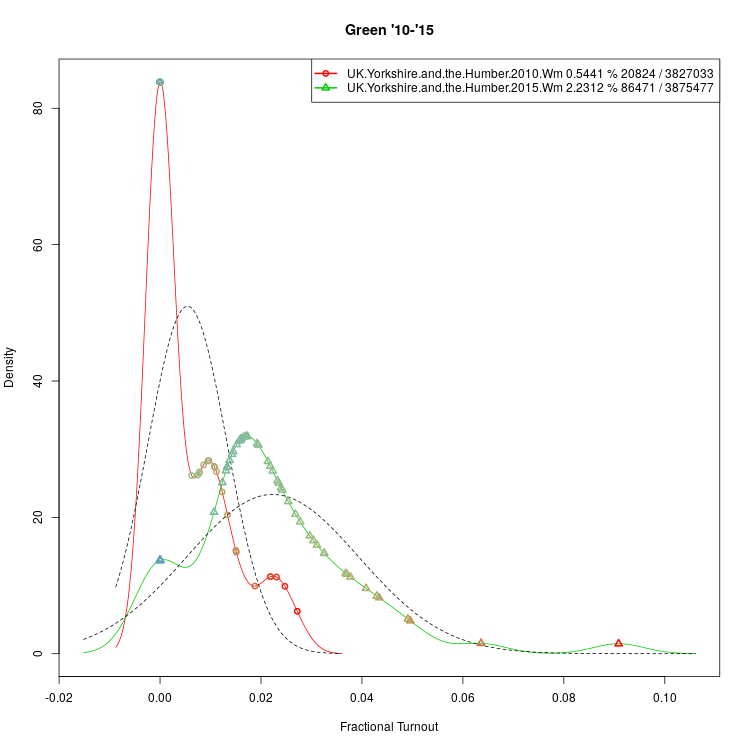 Green '10-'15
UK.Yorkshire.and.the.Humber.2010.Wm 0.5441 % 20824 / 3827033
UK.Yorkshire.and.the.Humber.2015.Wm 2.2312 % 86471 / 3875477
Density
80
60
40
20
0
-0.02 0.00 0.02 0.04 0.06 0.08 0.10
Fractional Turnout